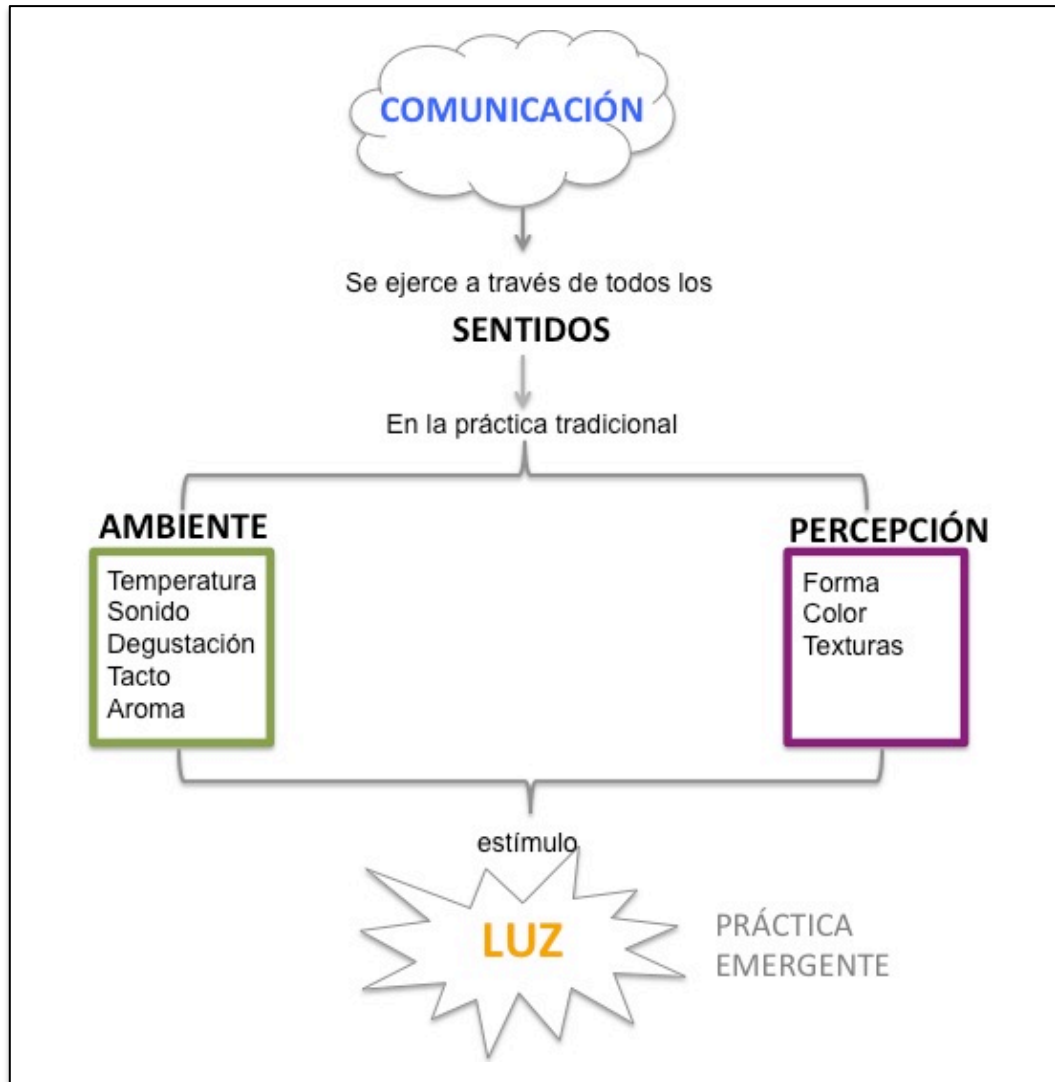 COMUNICACIÓN
Se ejerce a través de todos los
SENTIDOS
En la práctica tradicional
AMBIENTE
Temperatura
Sonido
Degustación
Tacto
Aroma
PERCEPCIÓN
Forma
Color
Texturas
estímulo
LUZ
PRÁCTICA
EMERGENTE